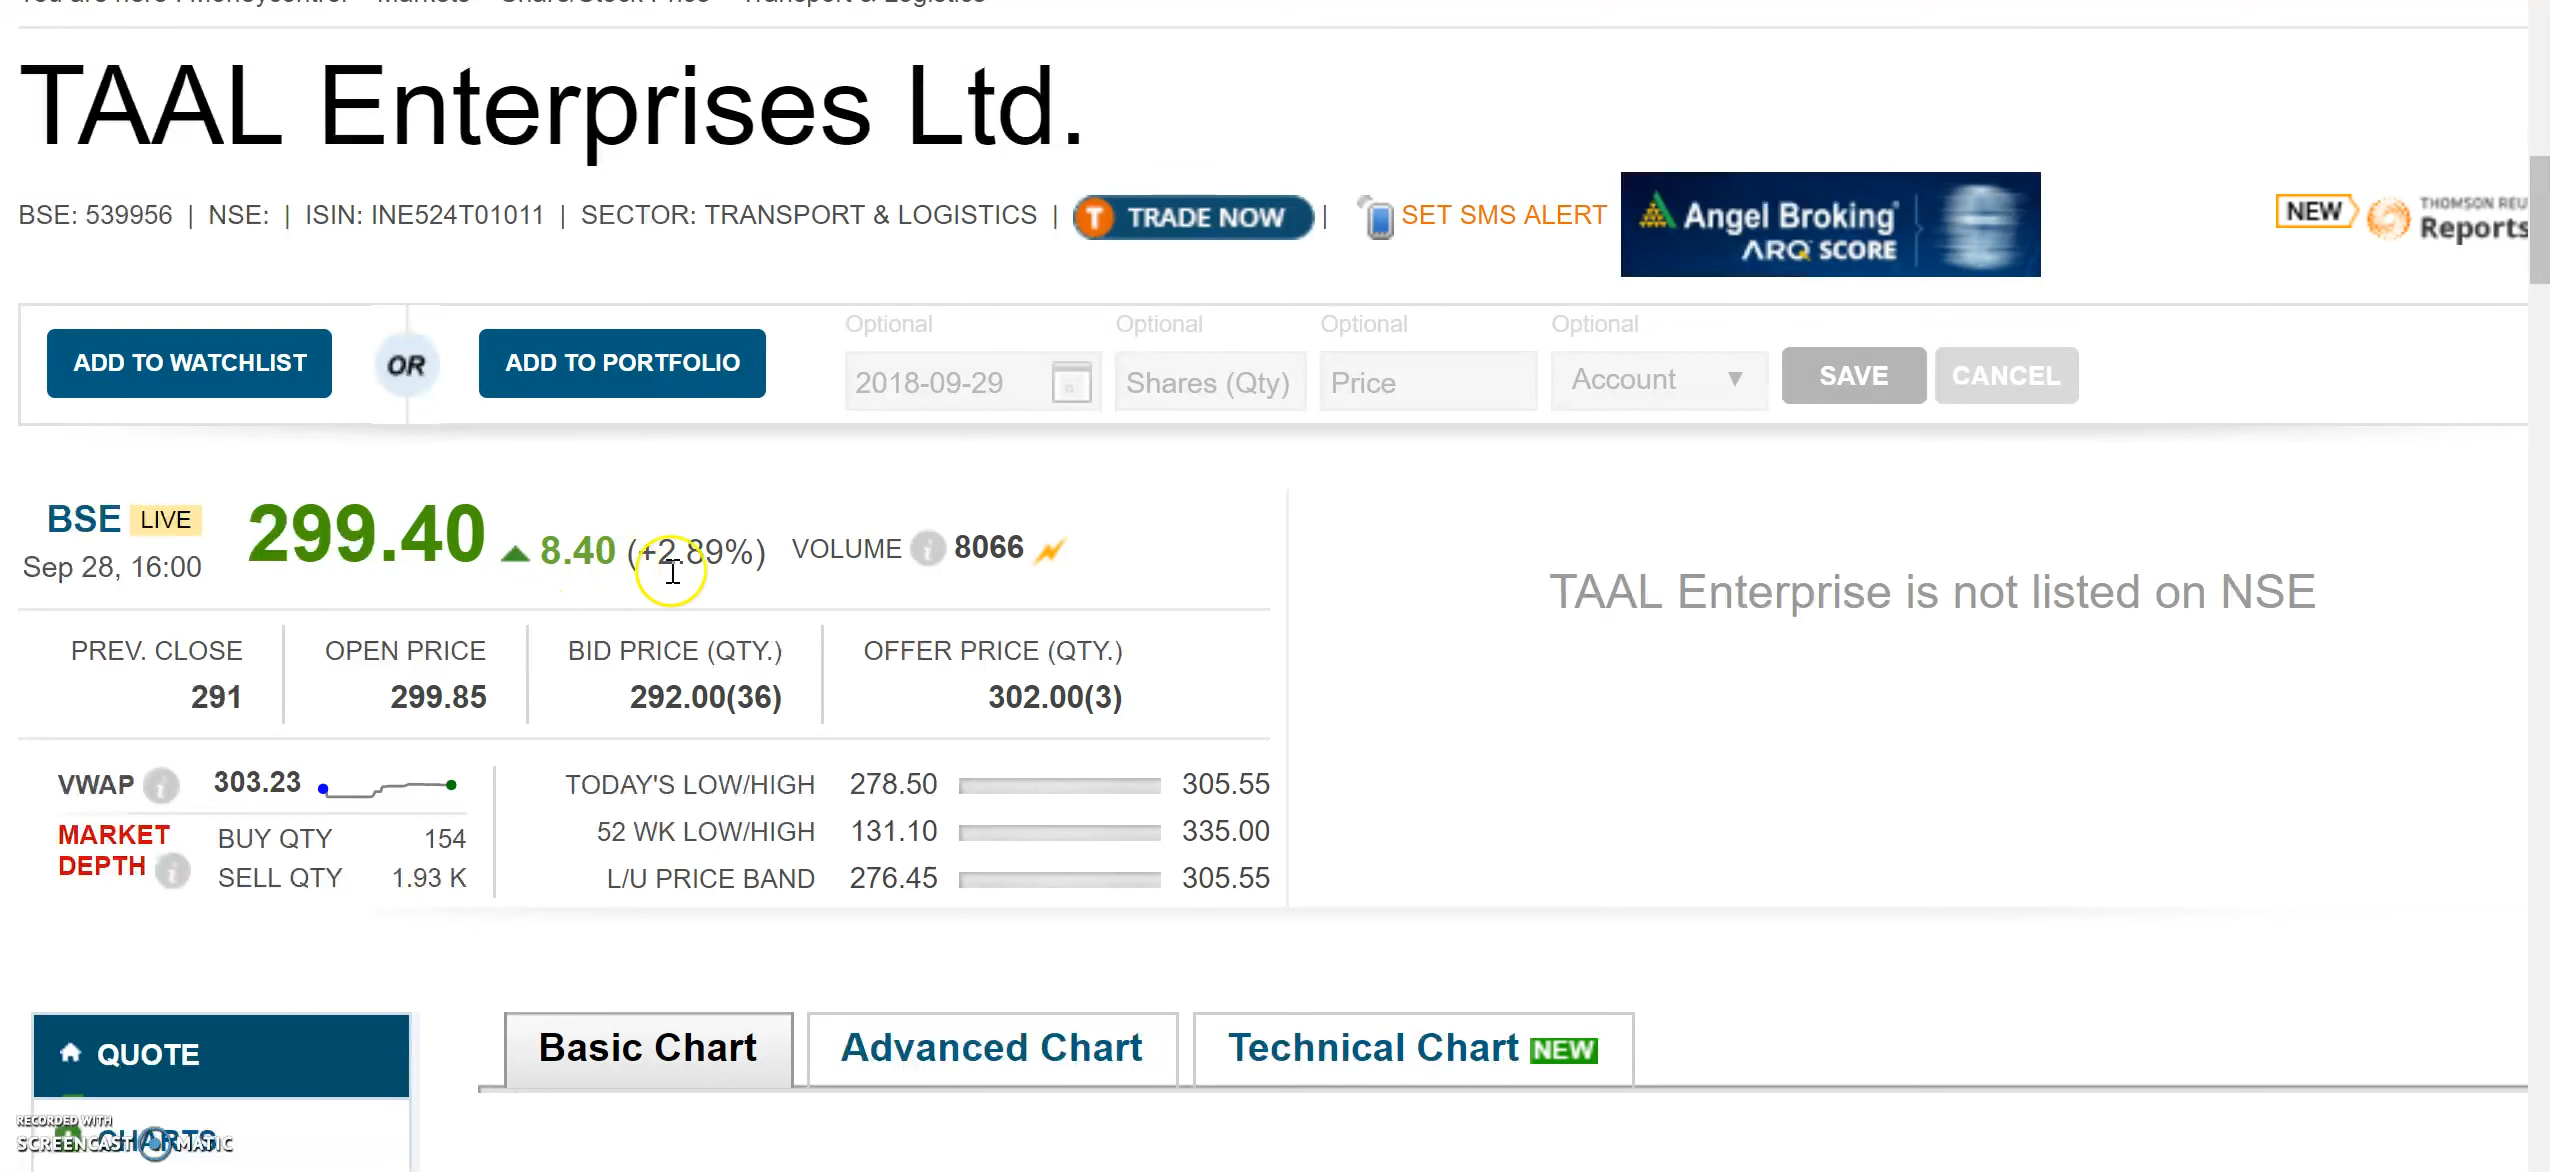 TAAL Enterprises Ltd.
BSE: 539956 | NSE: | ISIN: INE524T01011 | SECTOR: TRANSPORT & LOGISTICS | T TRADE NOW | SET SMS ALERT
Angel Broking
ARQ SCORE
NEW
THOMSON REU
Reports
Optional Optional Optional Optional
ADD TO WATCHLIST OR ADD TO PORTFOLIO 2018-09-29 Shares (Qty) Price Account SAVE CANCEL
BSE LIVE 299.40 8.40 (+2.89%) VOLUME 8066
Sep 28, 16:00
TAAL Enterprise is not listed on NSE
PREV. CLOSE OPEN PRICE BID PRICE (QTY.) OFFER PRICE (QTY.)
291 299.85 292.00(36) 302.00(3)
VWAP 303.23
MARKET DEPTH
BUY QTY 154
SELL QTY 1.93 K
TODAY'S LOW/HIGH 278.50 305.55
52 WK LOW/HIGH 131.10 335.00
L/U PRICE BAND 276.45 305.55
QUOTE
Basic Chart Advanced Chart Technical Chart NEW
CHARTS
RECORDED WITH
SCREENCAST MATIC